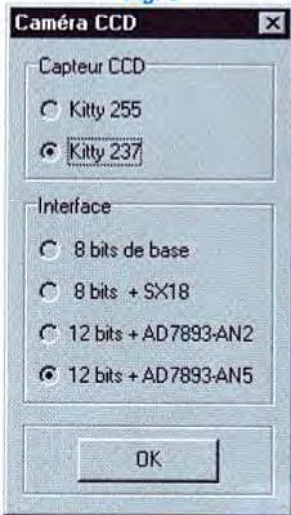 Caméra CCD
Capteur CCD
Kitty 255
Kitty 237
Interface
8 bits de base
8 bits + SX18
12 bits + AD7893-AN2
12 bits + AD7893-AN5
OK